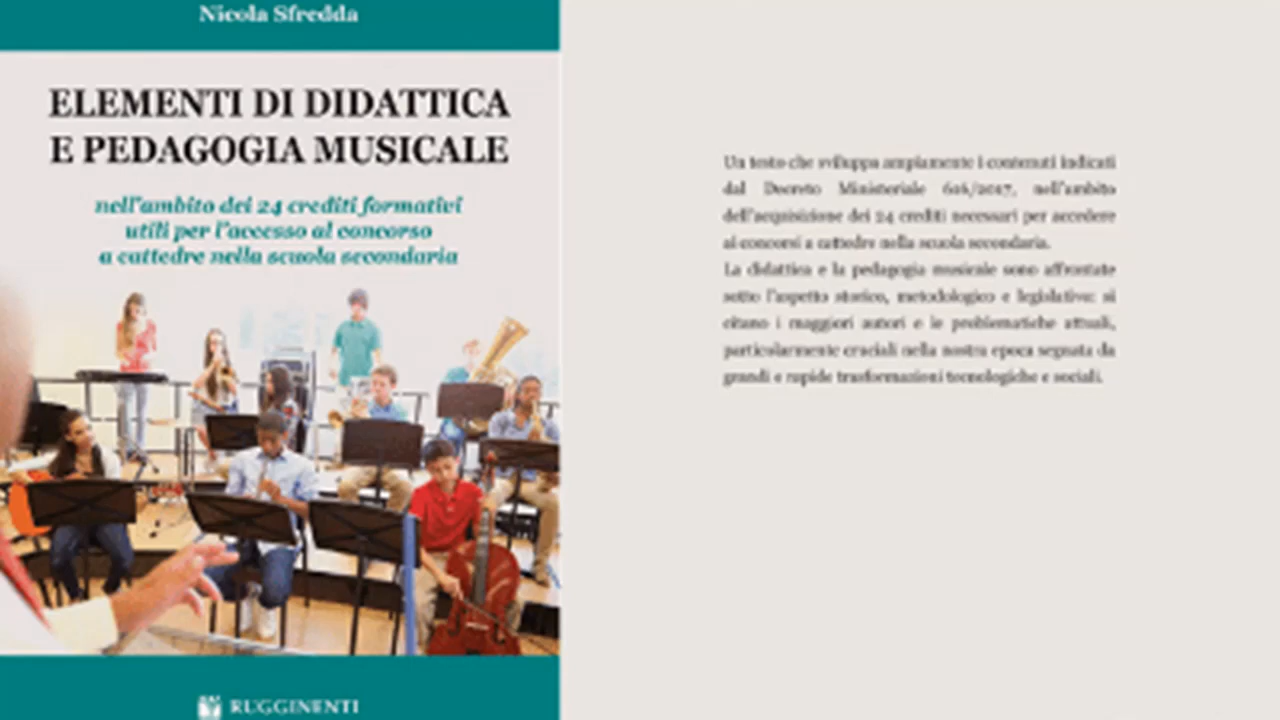 Nicola Sfredda
ELEMENTI DI DIDATTICA
E PEDAGOGIA MUSICALE
nell'ambito dei 24 crediti formativi
utili per l'accesso al concorso
a cattedre nella scuola secondaria
RUGGINENTI
Un testo che sviluppa ampiamente i contenuti indicati
dal Decreto Ministeriale 616/2017, nell'ambito
dell'acquisizione dei 24 crediti necessari per accedere
ai concorsi a cattedre nella scuola secondaria.
La didattica e la pedagogia musicale sono affrontate
sotto l'aspetto storico, metodologico e legislativo: si
citano i maggiori autori e le problematiche attuali,
particolarmente cruciali nella nostra epoca segnata da
grandi e rapide trasformazioni tecnologiche e sociali.